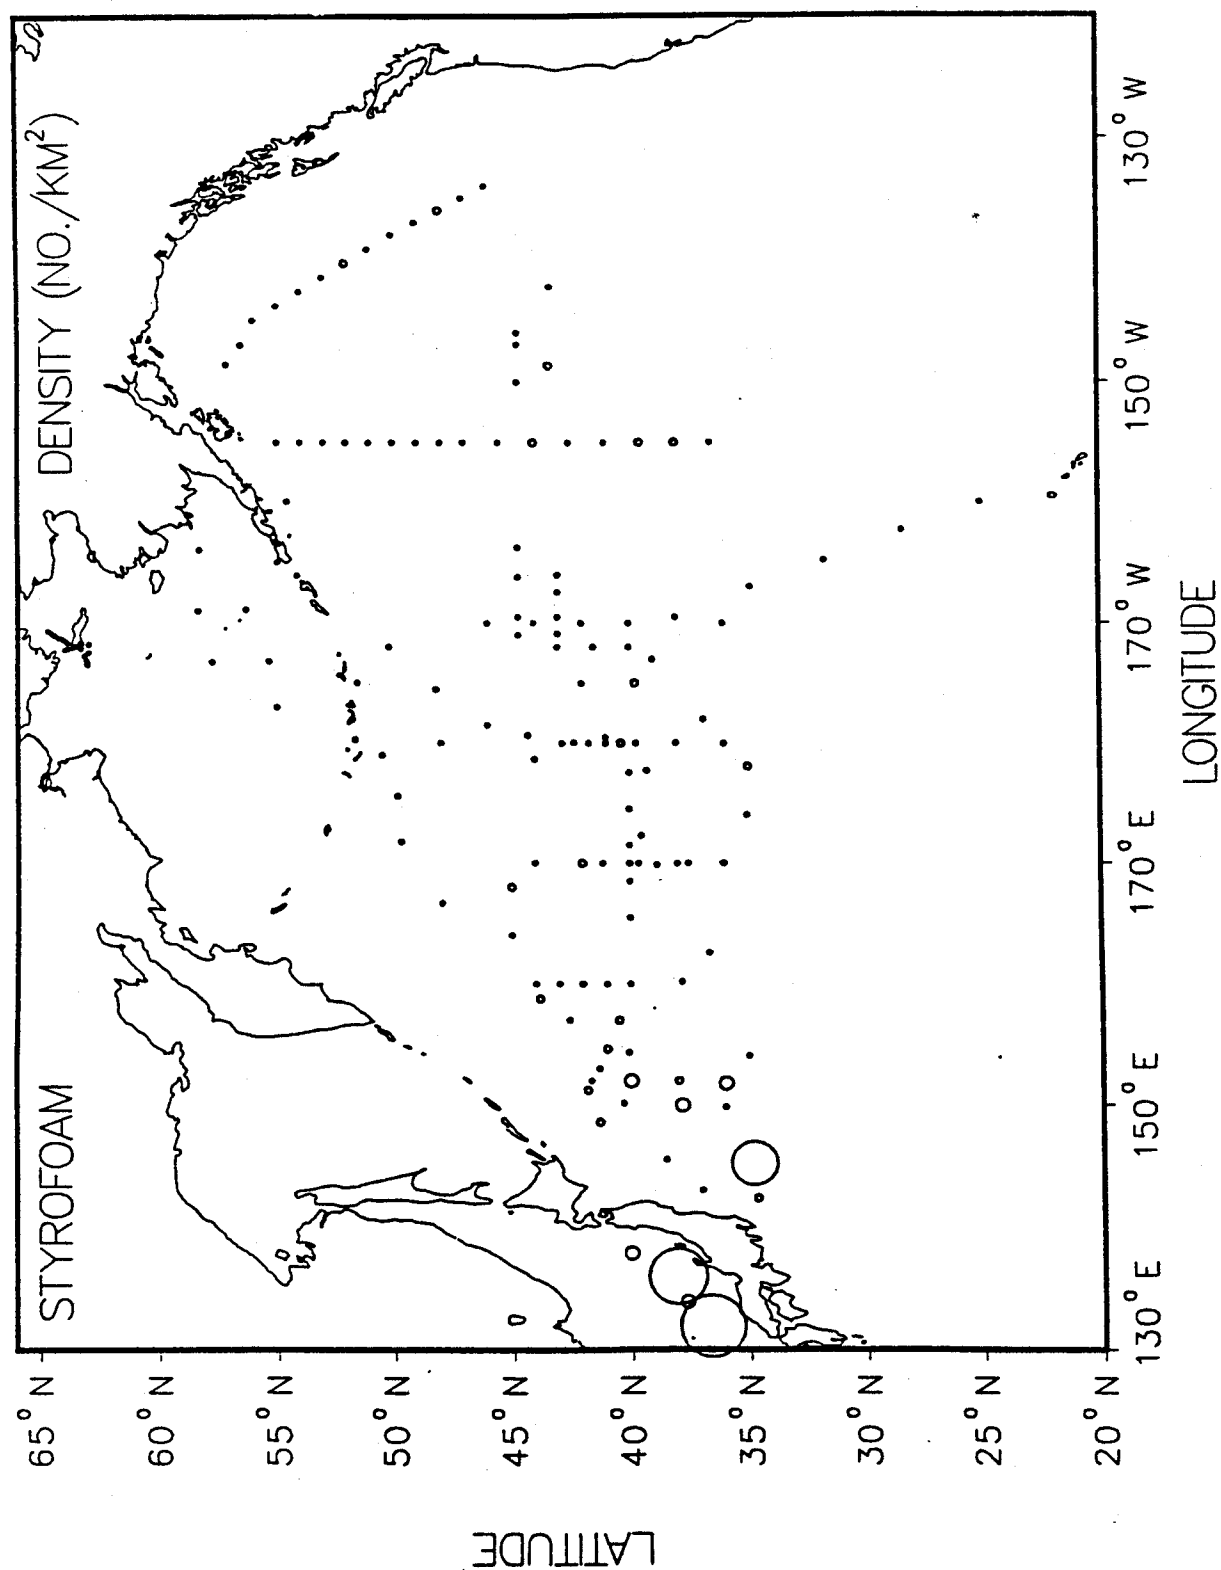 STYROFOAM DENSITY (NO./KM²)
LATITUDE
65° N
60° N
55° N
50° N
45° N
40° N
35° N
30° N
25° N
20° N
130° E
150° E
170° E
170° W
150° W
130° W
LONGITUDE